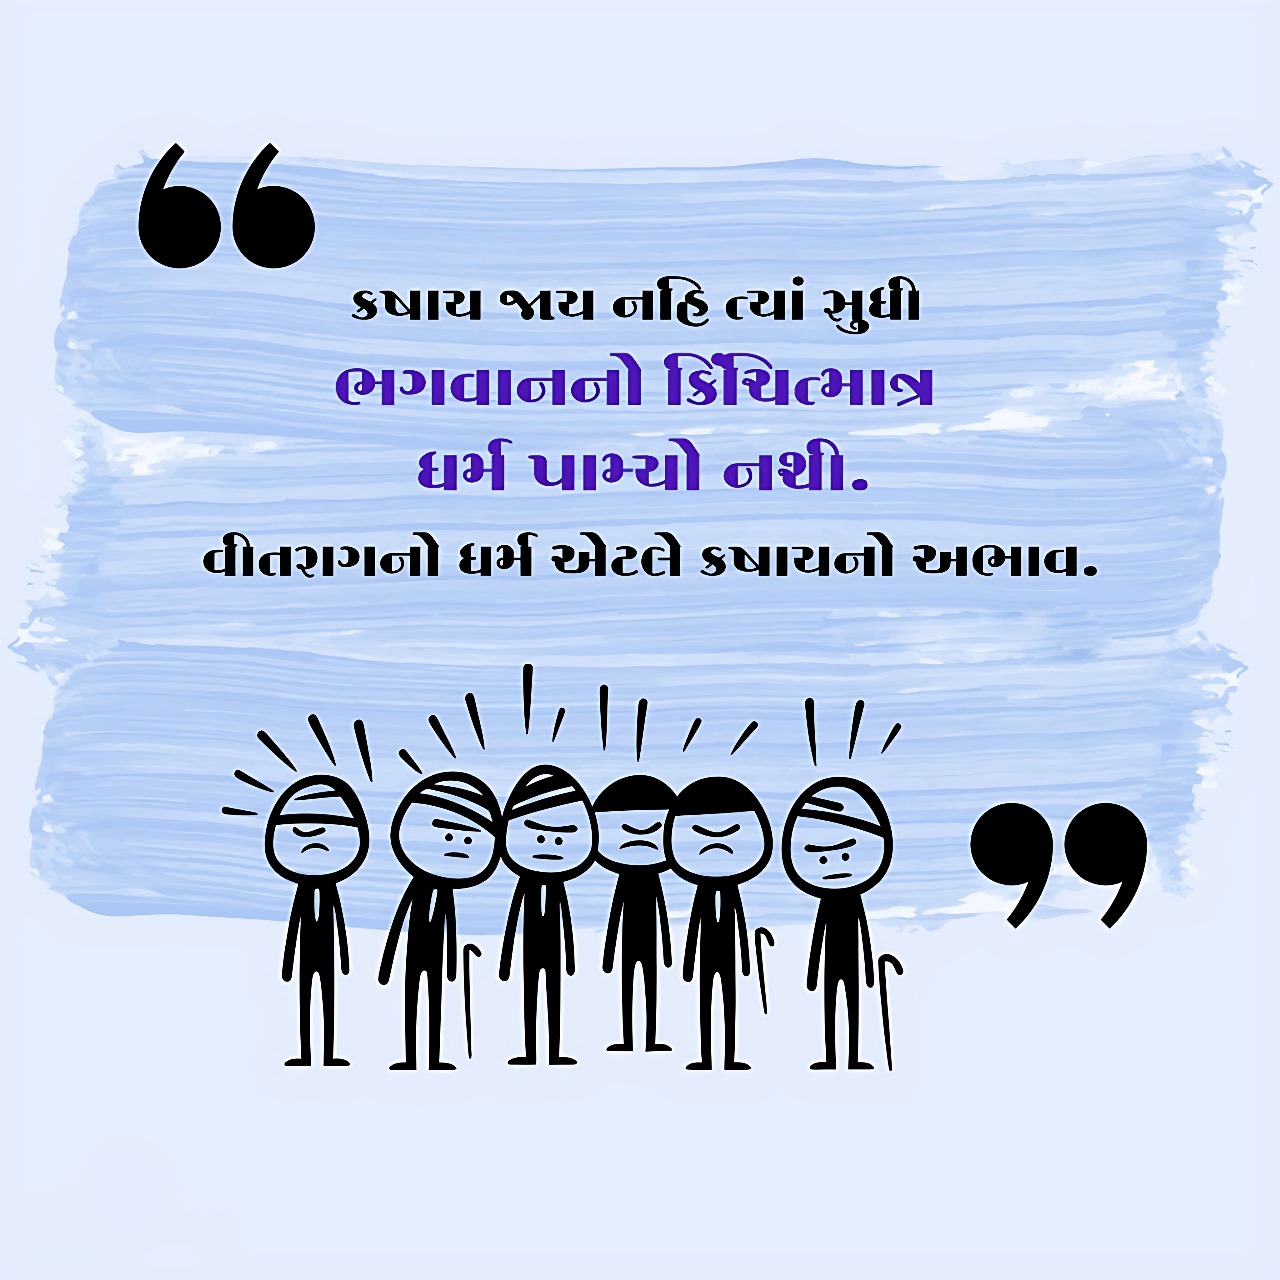 “
કષાય જાય નહિ ત્યાં સુધી
ભગવાનનો કિંચિત્માત્ર
ધર્મ પામ્યો નથી.
વીતરાગનો ધર્મ એટલે કષાયનો અભાવ.
”